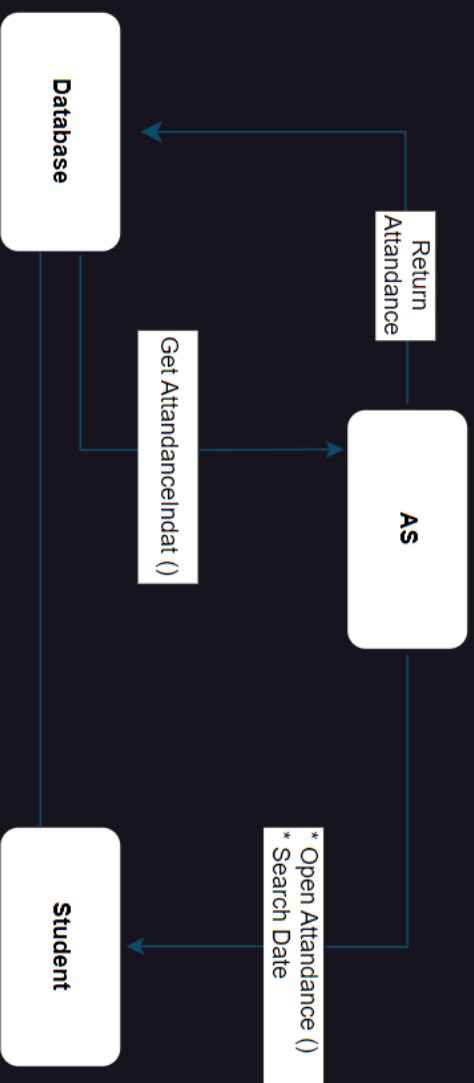 Database
Return
Attandance
Get AttandanceIndat ()
AS
* Open Attandance ()
* Search Date
Student